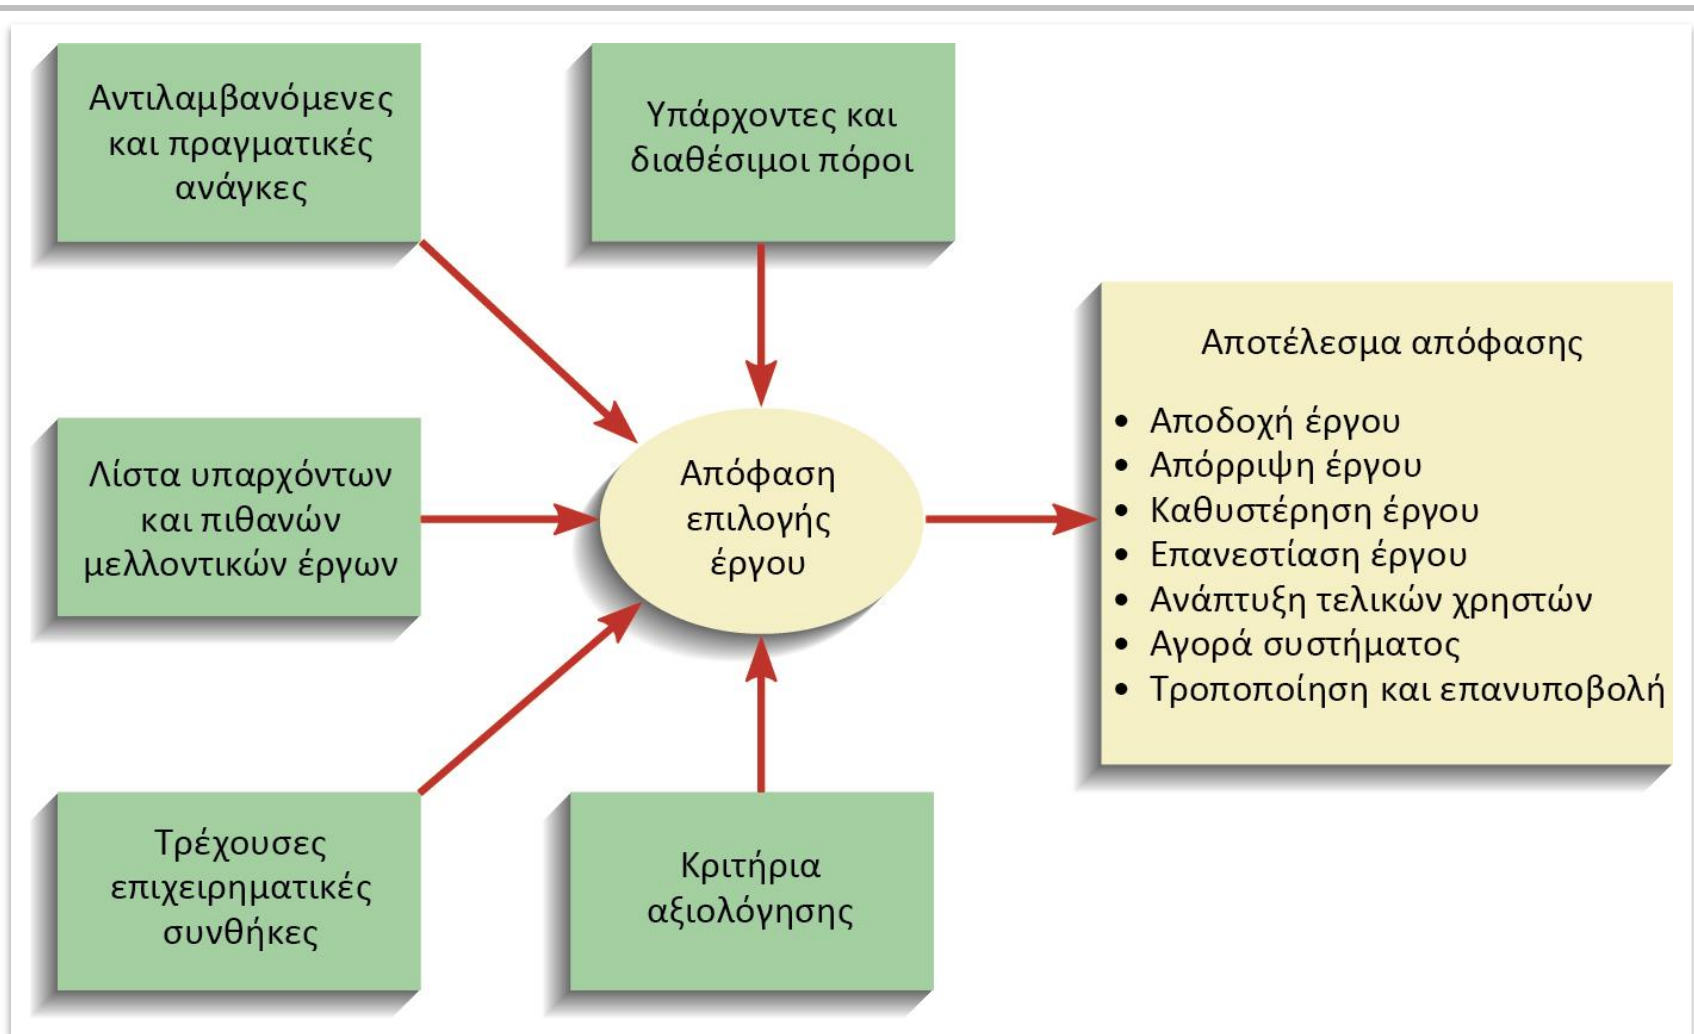 Αντιλαμβανόμενες
και πραγματικές
ανάγκες
Υπάρχοντες και
διαθέσιμοι πόροι
Λίστα υπαρχόντων
και πιθανών
μελλοντικών έργων
Απόφαση
επιλογής
έργου
Αποτέλεσμα απόφασης
• Αποδοχή έργου
• Απόρριψη έργου
• Καθυστέρηση έργου
• Επανεστίαση έργου
• Ανάπτυξη τελικών χρηστών
• Αγορά συστήματος
• Τροποποίηση και επανυποβολή
Τρέχουσες
επιχειρηματικές
συνθήκες
Κριτήρια
αξιολόγησης